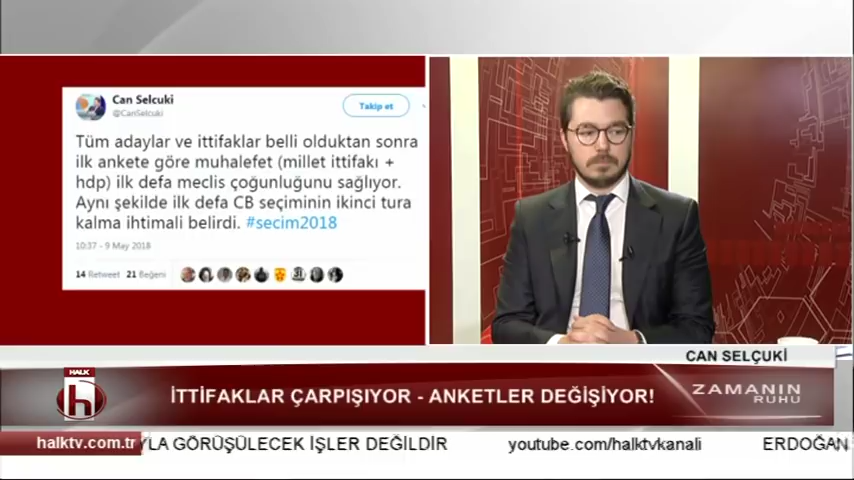 Can Selcuki
@CanSelcuki
Takip et
Tüm adaylar ve ittifaklar belli olduktan sonra
ilk ankete göre muhalefet (millet ittifakı +
hdp) ilk defa meclis çoğunluğunu sağlıyor.
Aynı şekilde ilk defa CB seçiminin ikinci tura
kalma ihtimali belirdi. #secim2018
10:37 - 9 May 2018
14 Retweet 21 Beğeni
CAN SELÇUKİ
HALK
h
İTTİFAKLAR ÇARPIŞIYOR - ANKETLER DEĞİŞİYOR!
ZAMANIN
RUHU
halktv.com.tr YLA GÖRÜŞÜLECEK İŞLER DEĞİLDİR youtube.com/halktvkanali ERDOĞAN